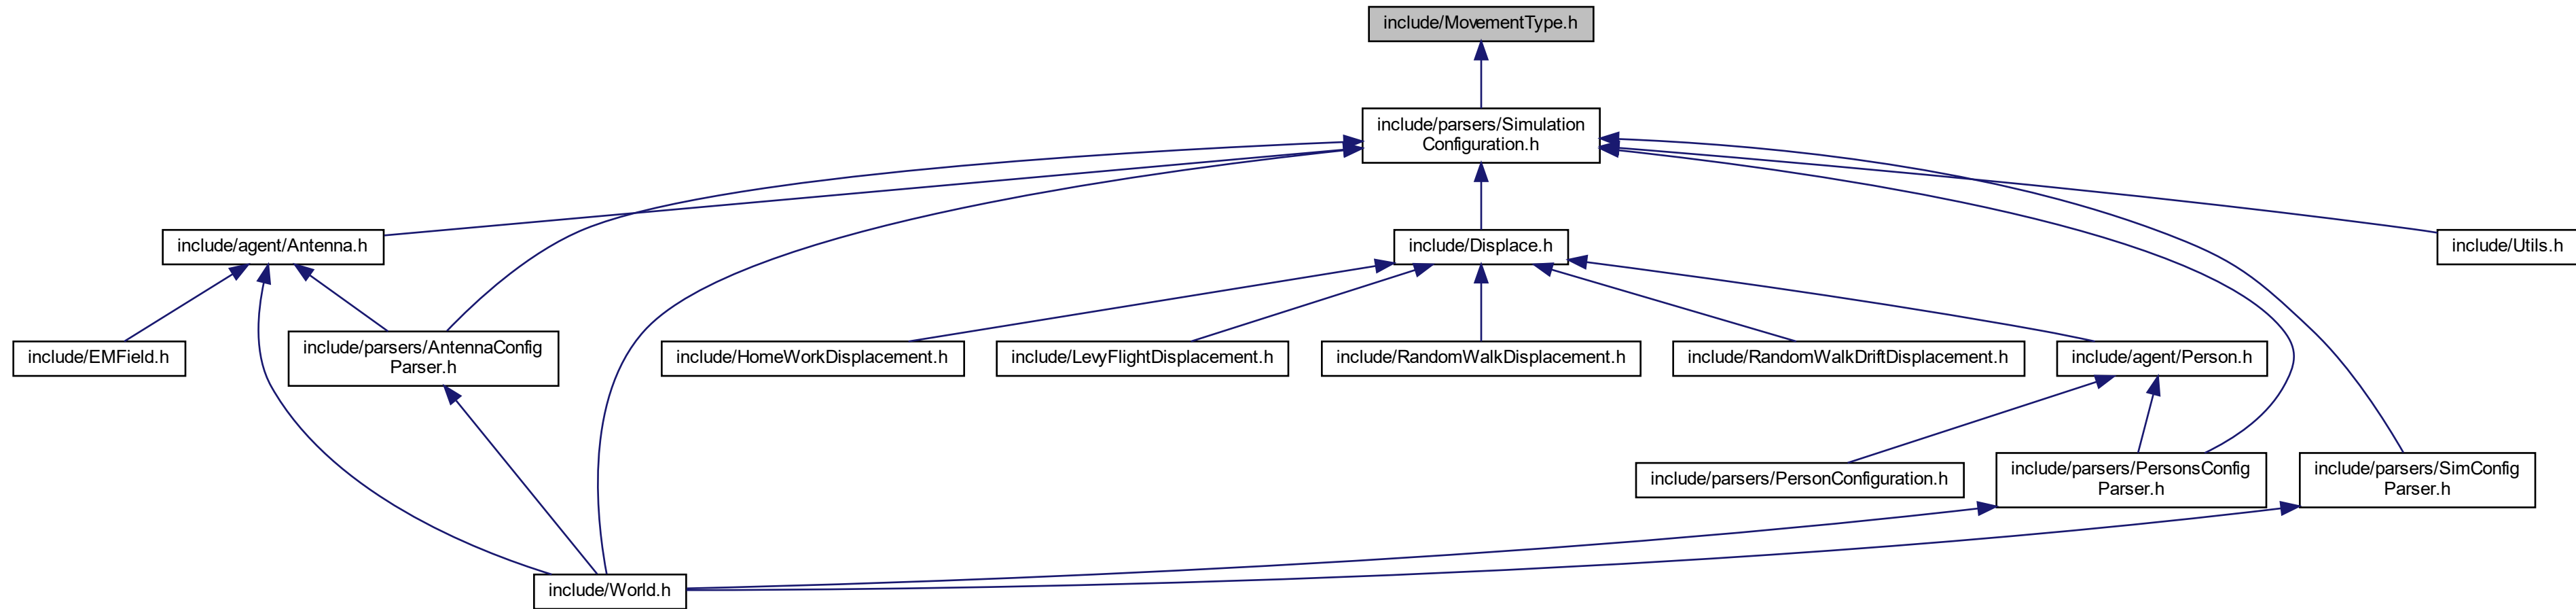 include/MovementType.h
include/parsers/Simulation
Configuration.h
include/agent/Antenna.h
include/Displace.h
include/Utils.h
include/EMField.h
include/parsers/AntennaConfig
Parser.h
include/HomeWorkDisplacement.h
include/LevyFlightDisplacement.h
include/RandomWalkDisplacement.h
include/RandomWalkDriftDisplacement.h
include/agent/Person.h
include/parsers/PersonConfiguration.h
include/parsers/PersonsConfig
Parser.h
include/parsers/SimConfig
Parser.h
include/World.h